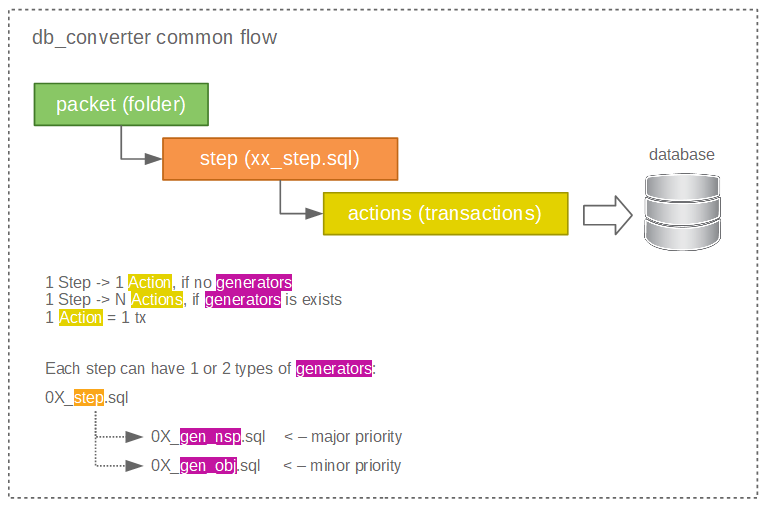 db_converter common flow
packet (folder)
step (xx_step.sql)
database
actions (transactions)
1 Step -> 1 Action, if no generators
1 Step -> N Actions, if generators is exists
1 Action = 1 tx
Each step can have 1 or 2 types of generators:
0X_step.sql
0X_gen_nsp.sql < – major priority
0X_gen_obj.sql < – minor priority